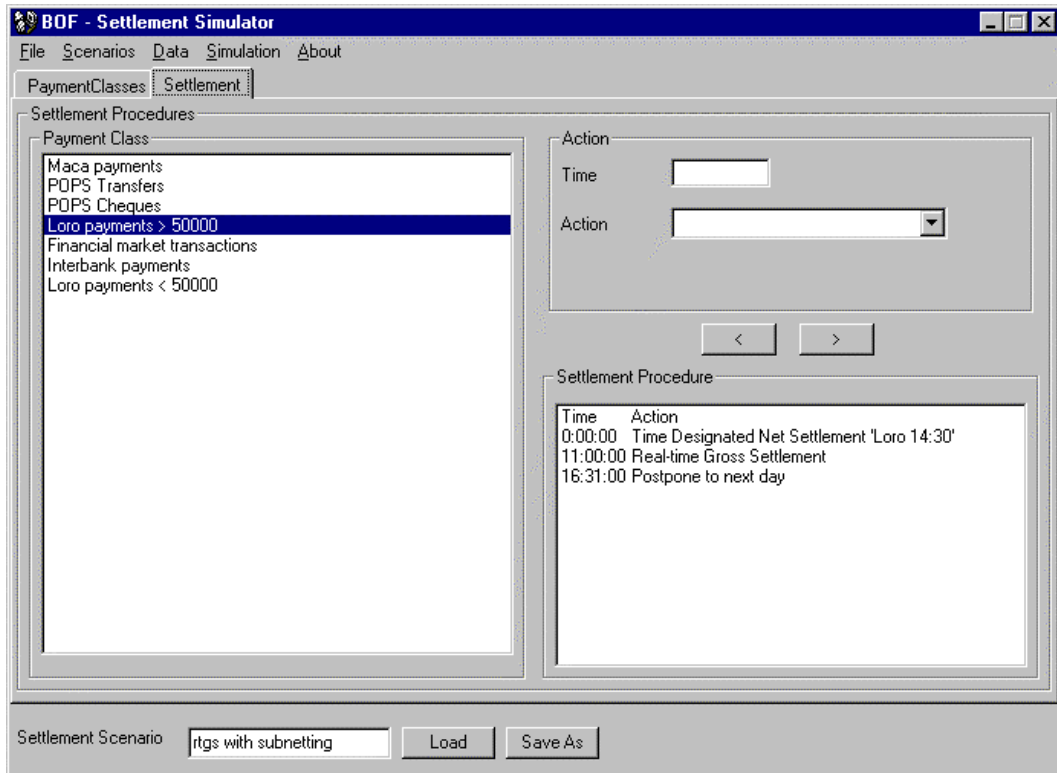 BOF - Settlement Simulator
File Scenarios Data Simulation About
PaymentClasses Settlement
Settlement Procedures
Payment Class
Maca payments
POPS Transfers
POPS Cheques
Loro payments > 50000
Financial market transactions
Interbank payments
Loro payments < 50000
Action
Time
Action
< >
Settlement Procedure
Time Action
0:00:00 Time Designated Net Settlement 'Loro 14:30'
11:00:00 Real-time Gross Settlement
16:31:00 Postpone to next day
Settlement Scenario rtgs with subnetting Load Save As